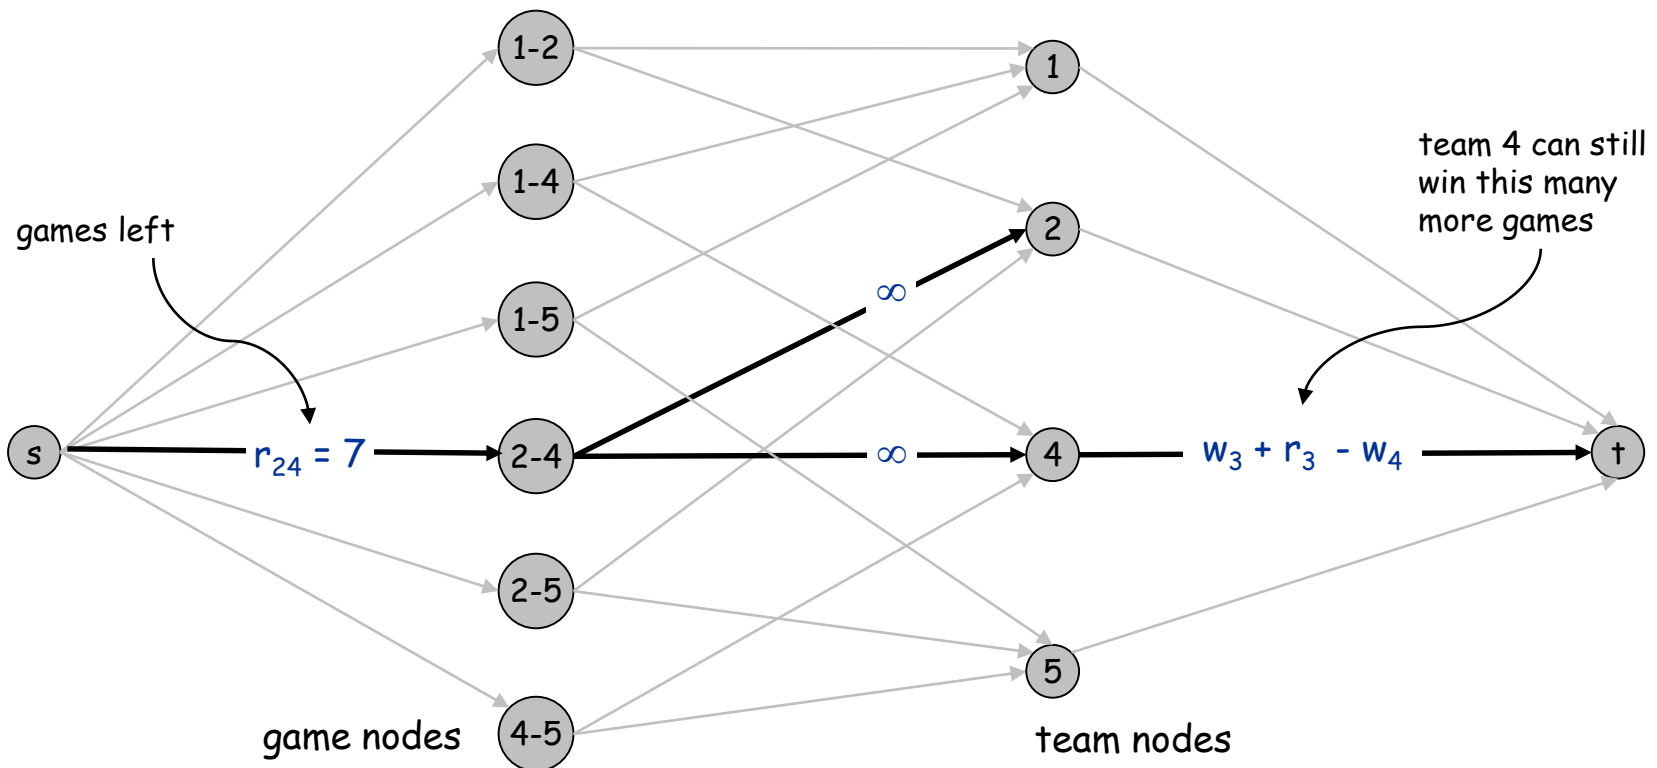 1-2
1
team 4 can still
win this many
more games
1-4
games left
2
∞
1-5
s
r24 = 7
2-4
∞
4
w3 + r3 - w4
t
2-5
5
game nodes
4-5
team nodes